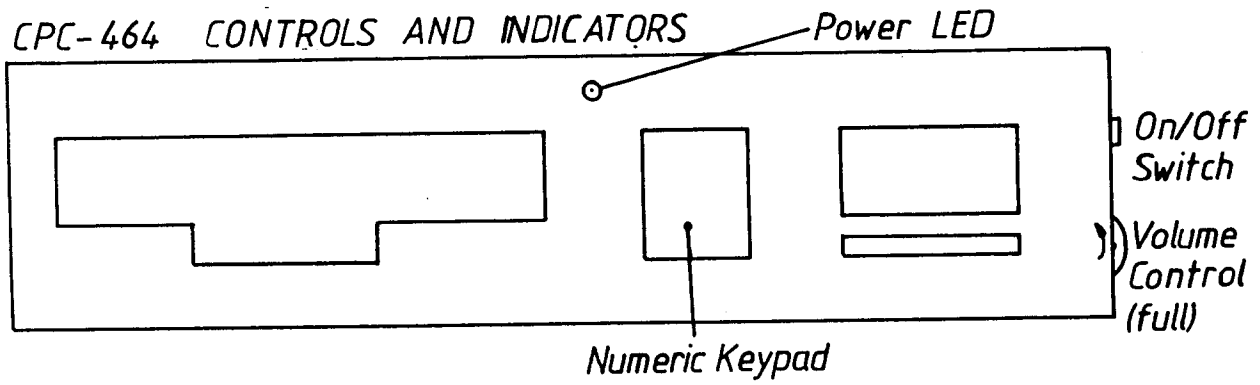 CPC-464 CONTROLS AND INDICATORS
Power LED
On/Off
Switch
Volume
Control
(full)
Numeric Keypad